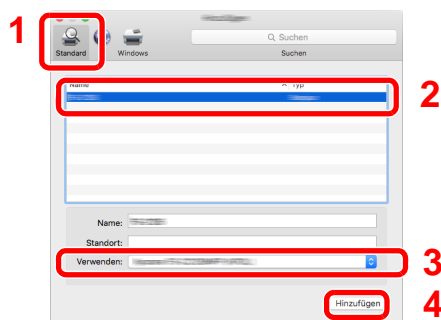 1
Suchen
Standard
Windows
Suchen
Name
Typ
2
Name:
Standort:
Verwenden:
3
Hinzufügen
4